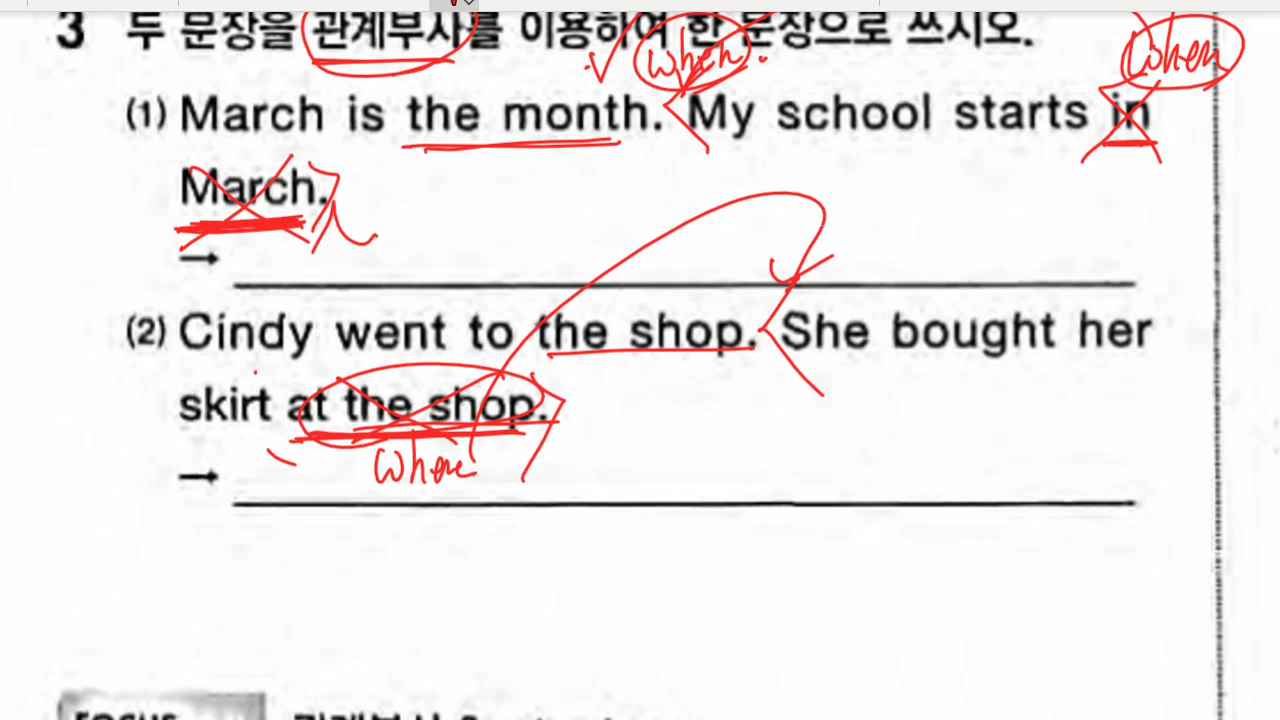 3 두 문장을 관계부사를 이용하여 한 문장으로 쓰시오.
when. when
(1) March is the month. My school starts in
March.
→
(2) Cindy went to the shop. She bought her
skirt at the shop.
where
→
FOCUS